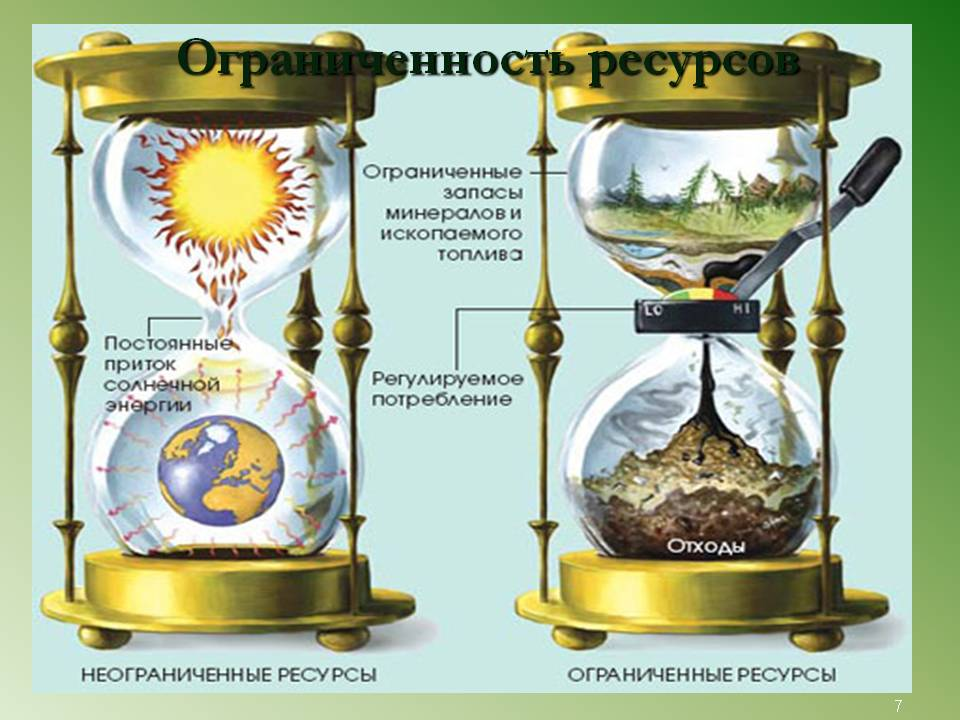 Ограниченность ресурсов
Ограниченные
запасы
минералов и
ископаемого
топлива
LO HI
Постоянные
приток
солнечной
энергии
Регулируемое
потребление
Отходы
НЕОГРАНИЧЕННЫЕ РЕСУРСЫ
ОГРАНИЧЕННЫЕ РЕСУРСЫ
7